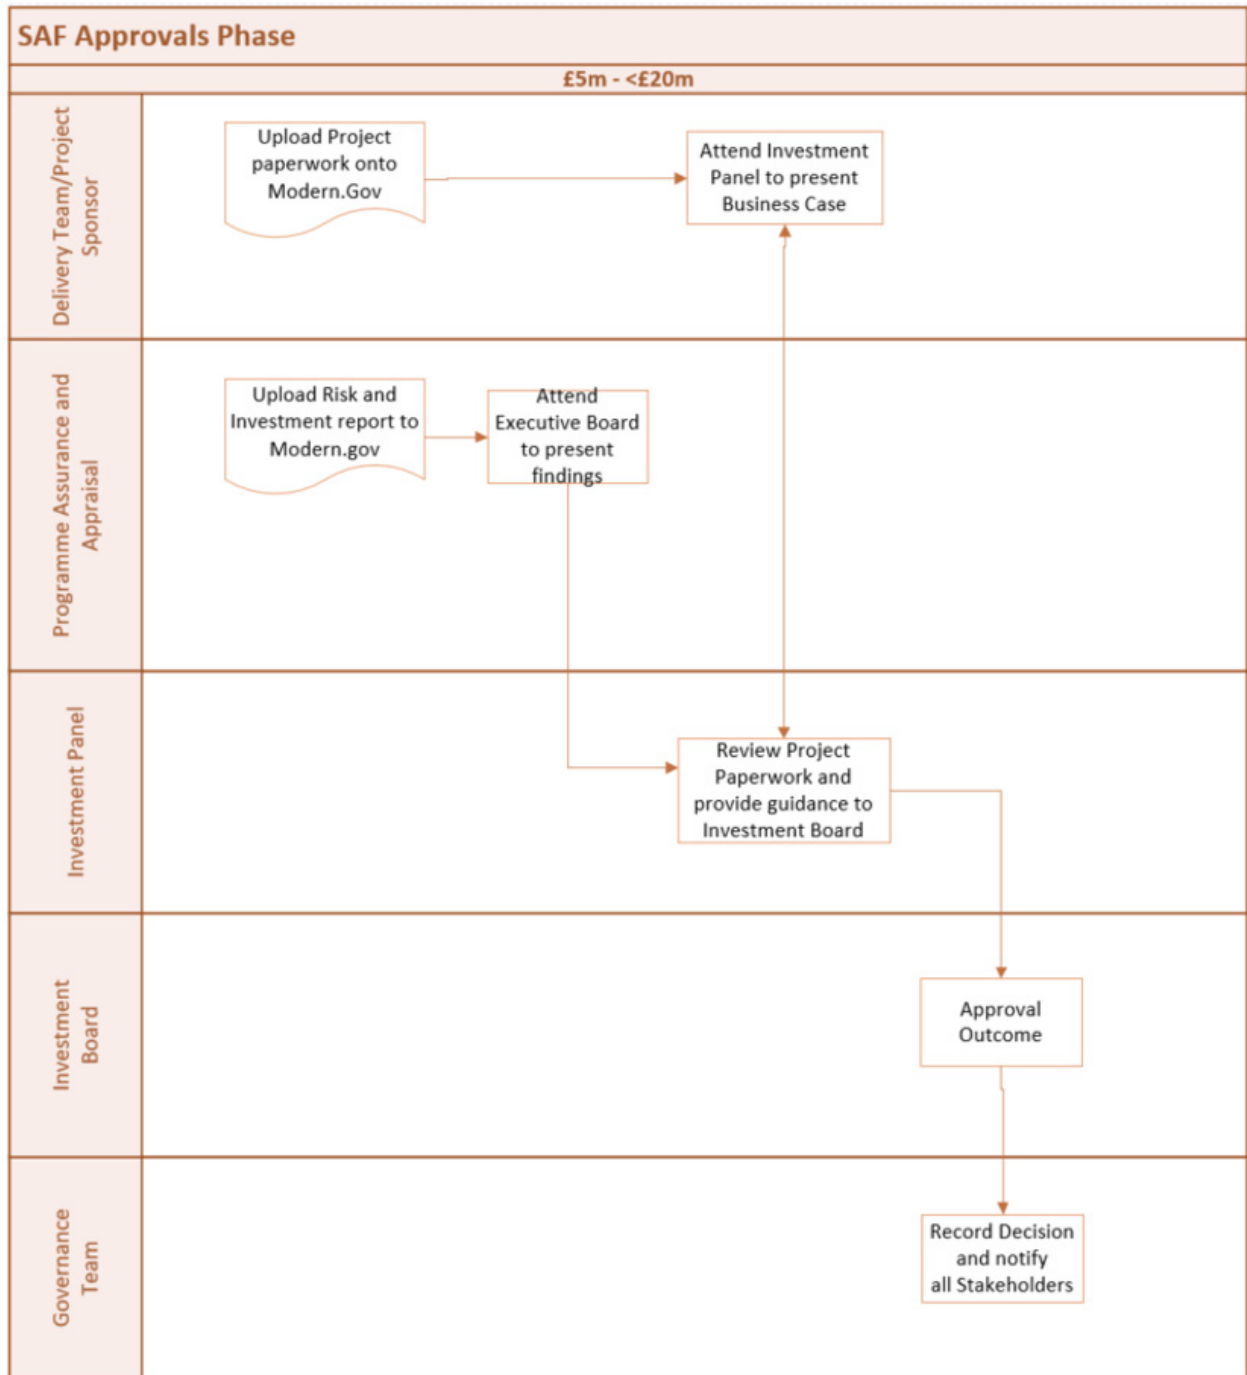 SAF Approvals Phase
£5m - <£20m
Delivery Team/Project
Sponsor
Upload Project
paperwork onto
Modern.Gov
Attend Investment
Panel to present
Business Case
Programme Assurance and
Appraisal
Upload Risk and
Investment report to
Modern.gov
Attend
Executive Board
to present
findings
Investment Panel
Review Project
Paperwork and
provide guidance to
Investment Board
Investment
Board
Approval
Outcome
Governance
Team
Record Decision
and notify
all Stakeholders